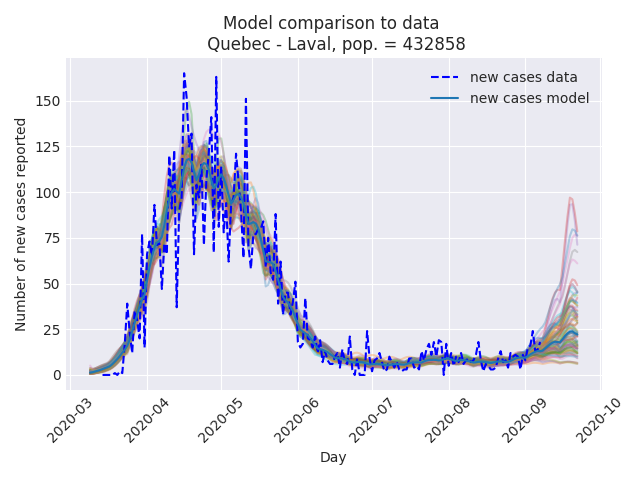 Model comparison to data
Quebec - Laval, pop. = 432858
new cases data
new cases model
Number of new cases reported
150
125
100
75
50
25
0
2020-03
2020-04
2020-05
2020-06
2020-07
2020-08
2020-09
2020-10
Day